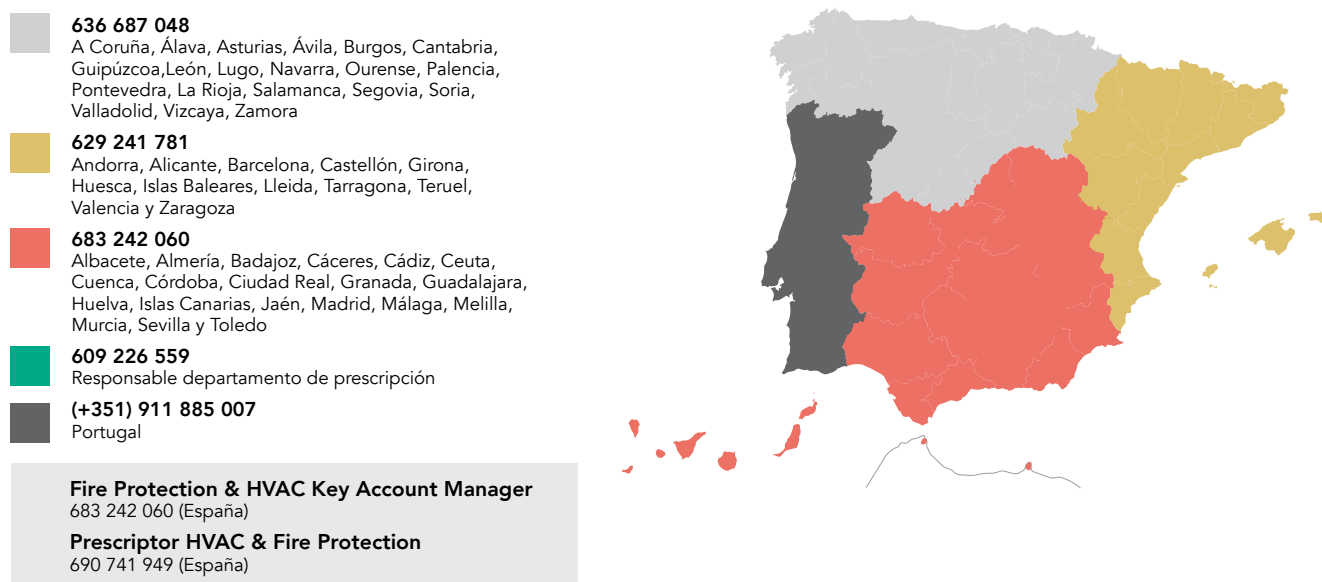 636 687 048
A Coruña, Álava, Asturias, Ávila, Burgos, Cantabria,
Guipúzcoa,León, Lugo, Navarra, Ourense, Palencia,
Pontevedra, La Rioja, Salamanca, Segovia, Soria,
Valladolid, Vizcaya, Zamora
629 241 781
Andorra, Alicante, Barcelona, Castellón, Girona,
Huesca, Islas Baleares, Lleida, Tarragona, Teruel,
Valencia y Zaragoza
683 242 060
Albacete, Almería, Badajoz, Cáceres, Cádiz, Ceuta,
Cuenca, Córdoba, Ciudad Real, Granada, Guadalajara,
Huelva, Islas Canarias, Jaén, Madrid, Málaga, Melilla,
Murcia, Sevilla y Toledo
609 226 559
Responsable departamento de prescripción
(+351) 911 885 007
Portugal
Fire Protection & HVAC Key Account Manager
683 242 060 (España)
Prescriptor HVAC & Fire Protection
690 741 949 (España)